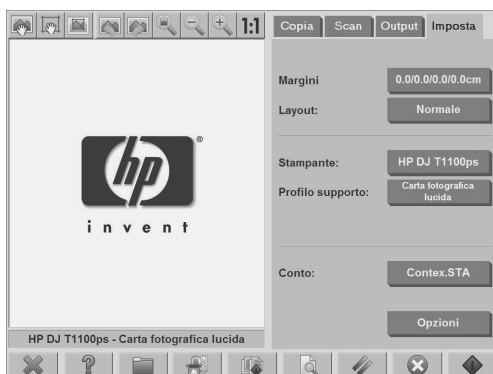 1:1
Copia Scan Output Imposta
Margini 0.0/0.0/0.0/0.0cm
Layout: Normale
Stampante: HP DJ T1100ps
Profilo supporto: Carta fotografica
lucida
Conto: Contex.STA
Opzioni
hp ®
invent
HP DJ T1100ps - Carta fotografica lucida
?